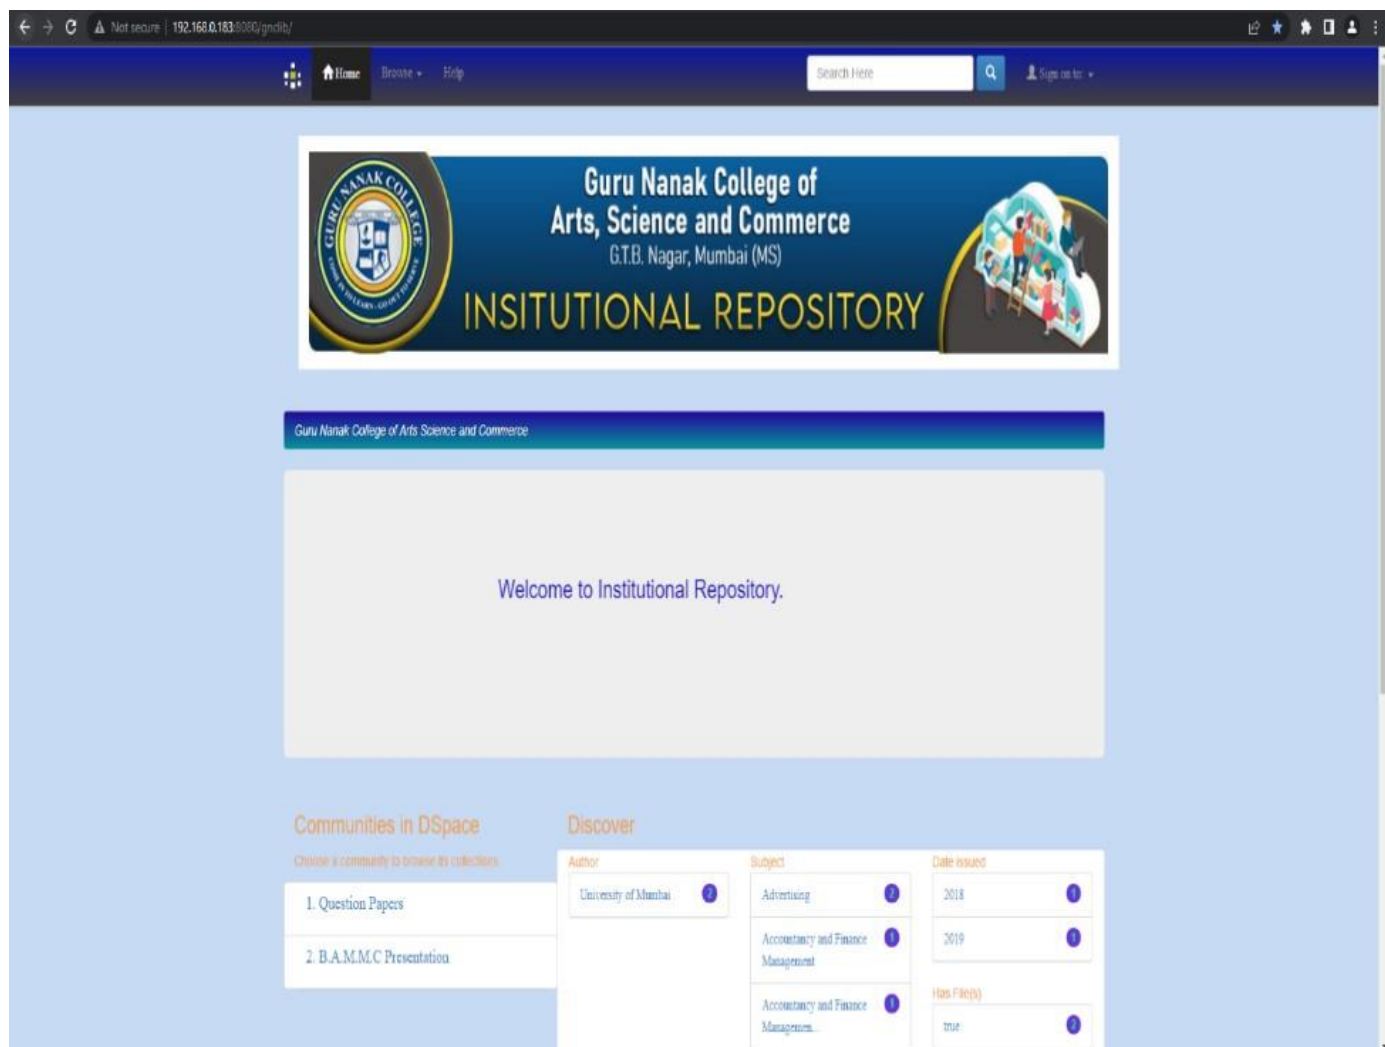 Not secure | 192.168.0.183:8080/gnclib/
Home Browse Help Search Here Sign on to:
GURU NANAK COLLEGE
Guru Nanak College of
Arts, Science and Commerce
G.T.B. Nagar, Mumbai (MS)
INSITUTIONAL REPOSITORY
Guru Nanak College of Arts Science and Commerce
Welcome to Institutional Repository.
Communities in DSpace
Choose a community to browse its collections.
1. Question Papers
2. B.A.M.M.C Presentation
Discover
Author
University of Mumbai 2
Subject
Advertising 2
Accountancy and Finance 1
Management
Accountancy and Finance 1
Managemen...
Date issued
2018 1
2019 1
Has File(s)
true 2